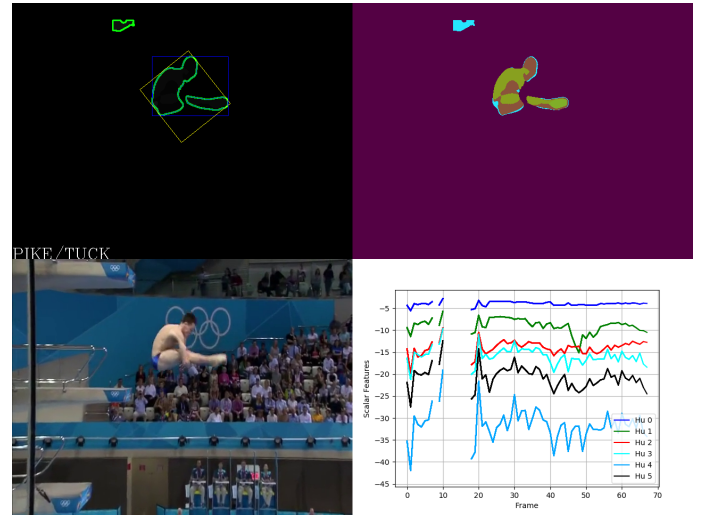 PIKE/TUCK
Scalar Features
−5
−10
−15
−20
−25
−30
−35
−40
−45
0 10 20 30 40 50 60 70
Frame
Hu 0
Hu 1
Hu 2
Hu 3
Hu 4
Hu 5